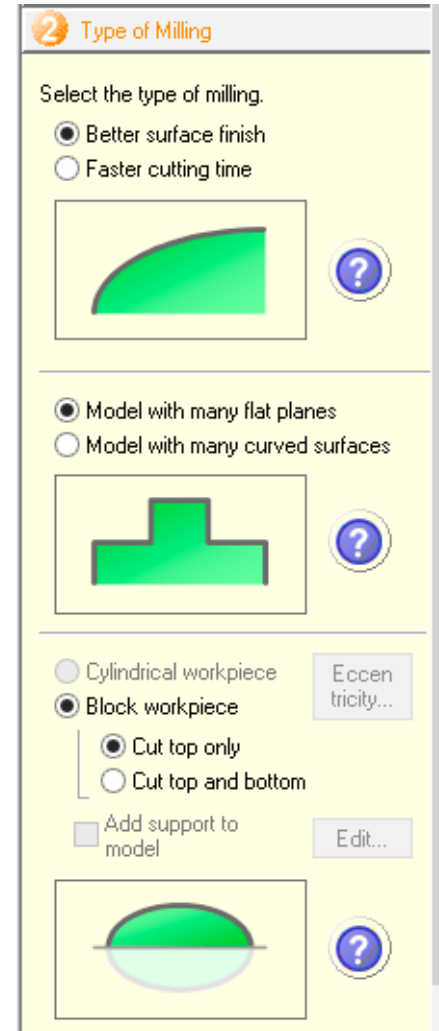 2 Type of Milling
Select the type of milling.
Better surface finish
Faster cutting time
?
Model with many flat planes
Model with many curved surfaces
?
Cylindrical workpiece
Eccen
tricity...
Block workpiece
Cut top only
Cut top and bottom
Add support to
model
Edit...
?